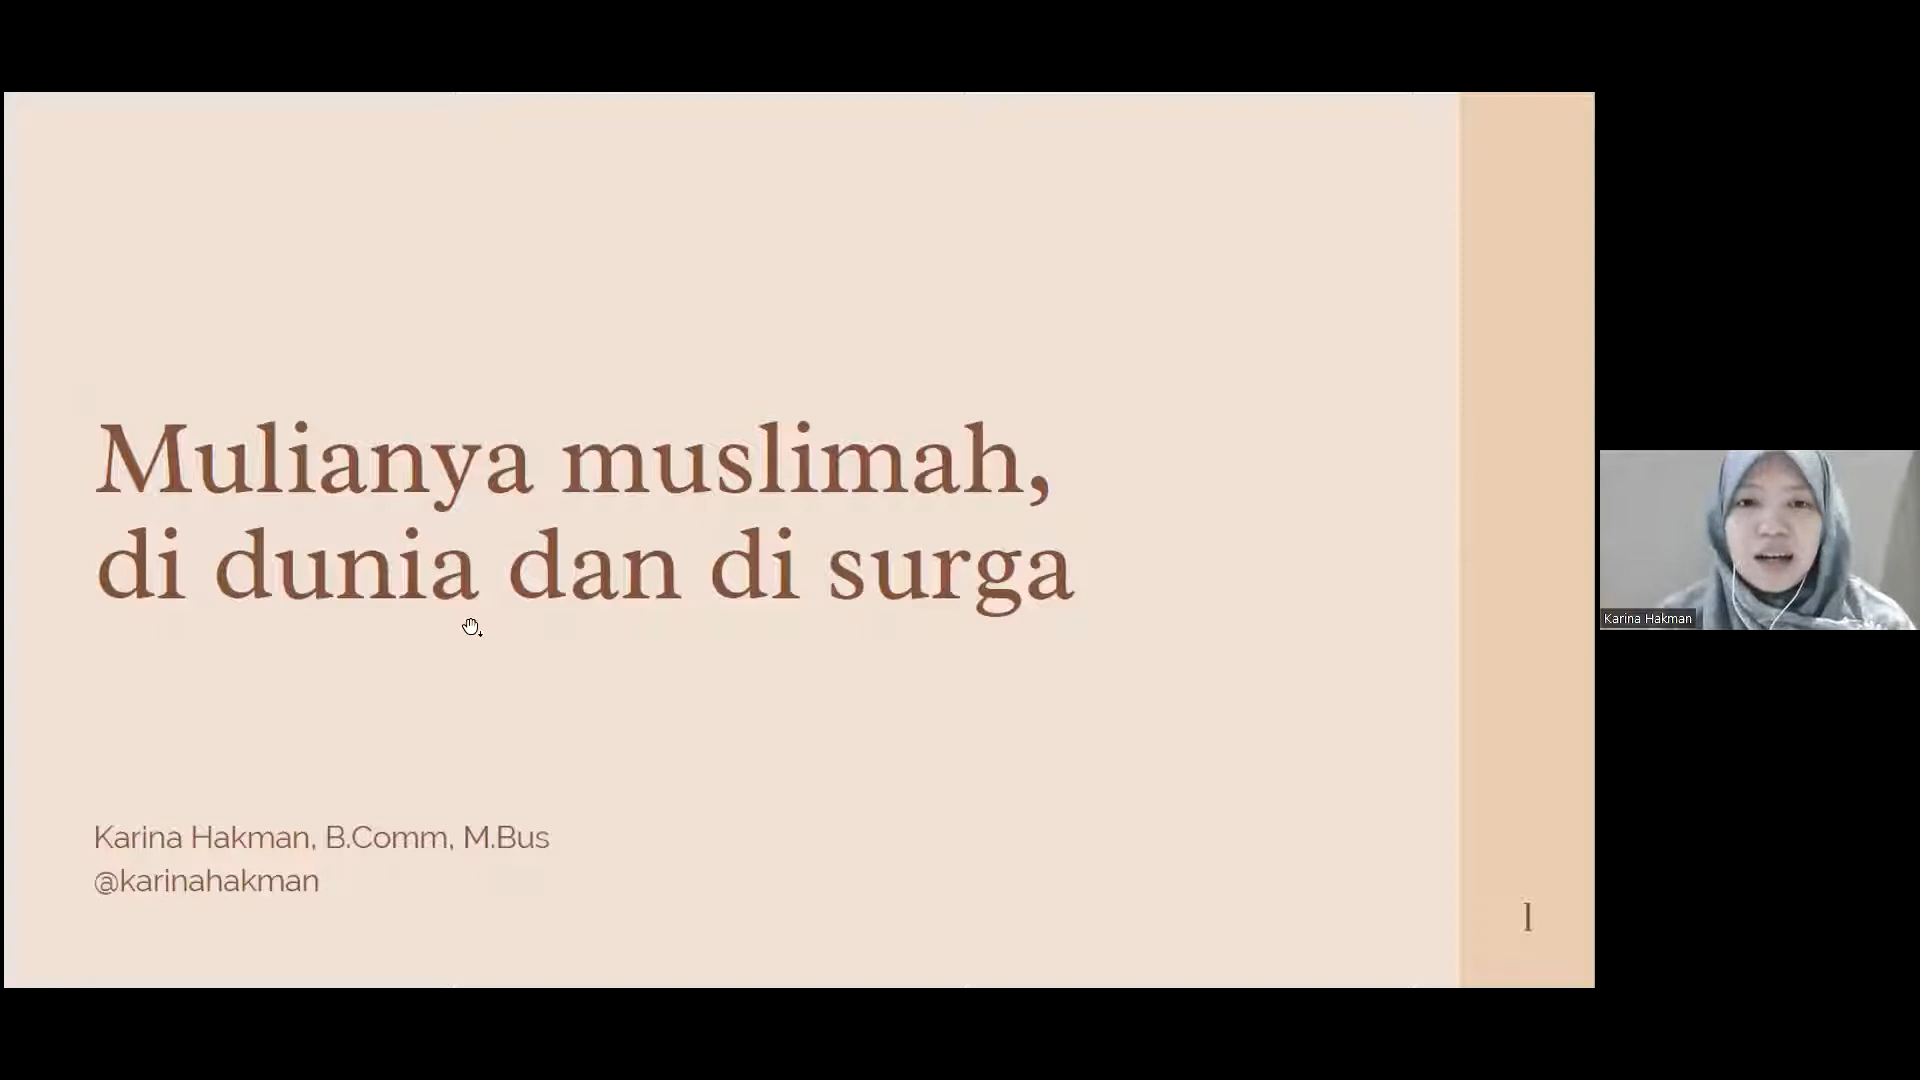 Mulianya muslimah,
di dunia dan di surga
Karina Hakman, B.Comm, M.Bus
@karinahakman
1
Karina Hakman